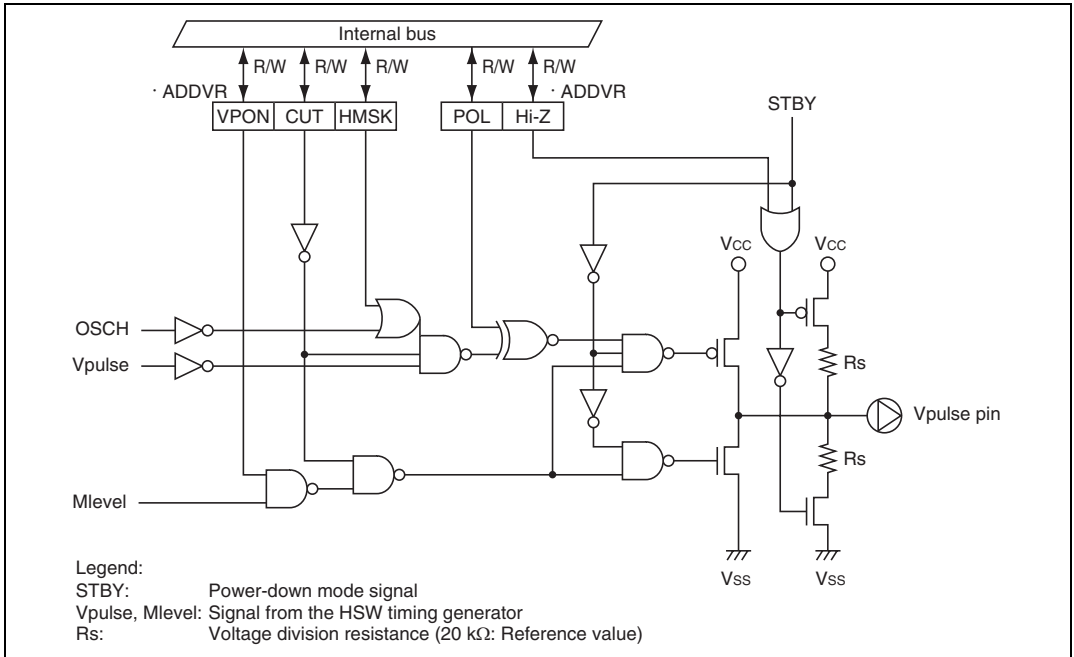 Internal bus
R/W R/W R/W R/W R/W
· ADDVR · ADDVR
VPON CUT HMSK POL Hi-Z
STBY
VCC VCC
OSCH
Vpulse
Rs
Vpulse pin
Rs
Mlevel
VSS VSS
Legend:
STBY: Power-down mode signal
Vpulse, Mlevel: Signal from the HSW timing generator
Rs: Voltage division resistance (20 kΩ: Reference value)